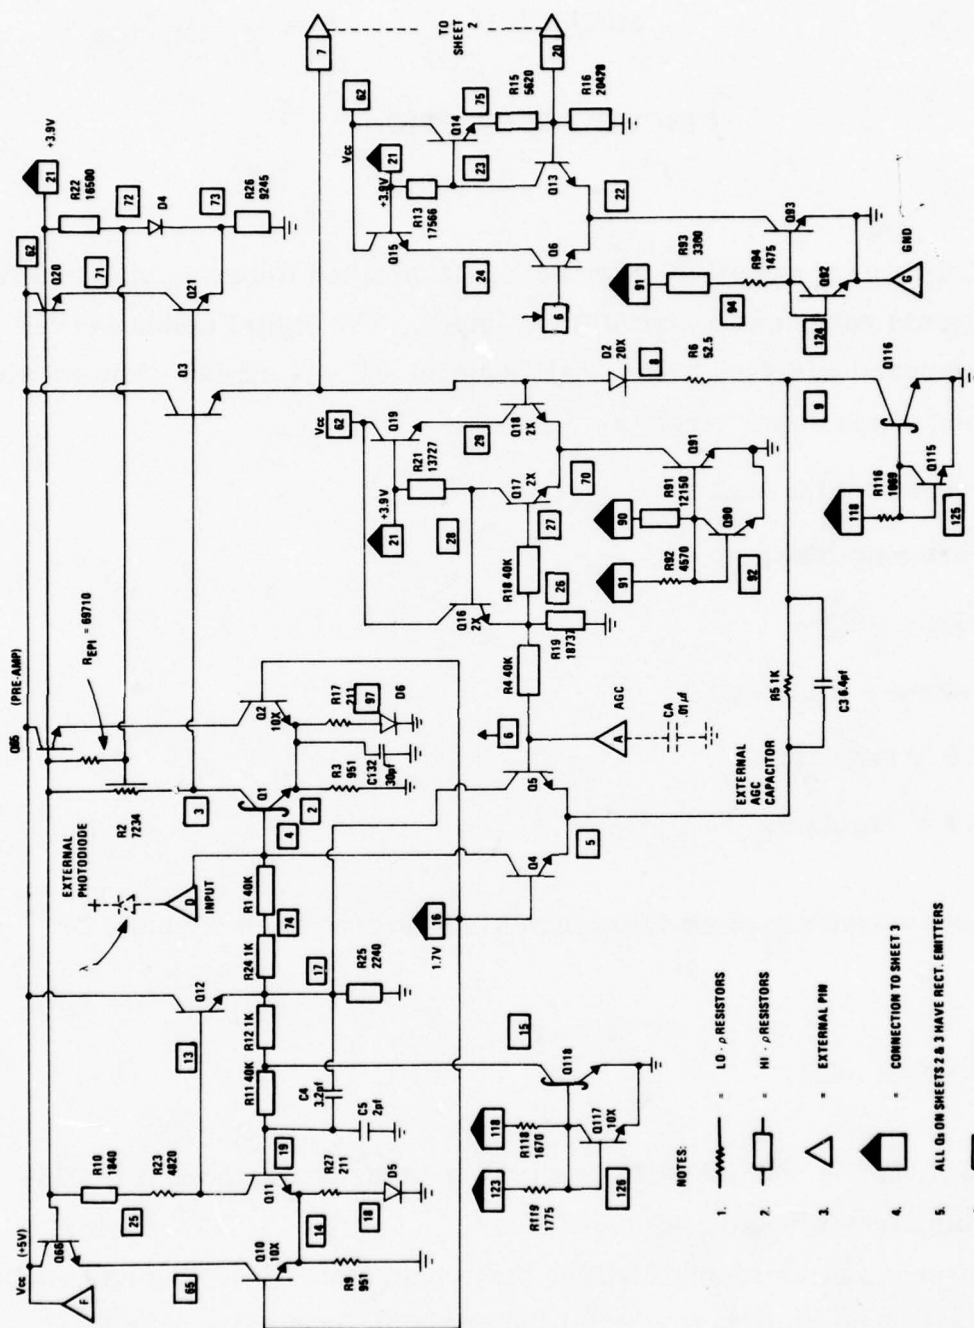 7
TO
SHEET
2
20
62
+3.9V
21
Q20
R22
16500
71
72
D4
73
R26
9245
Q21
Q3
62
Vcc
Q15
+3.9V
21
R13
17566
Q14
75
R15
5620
23
R16
20420
Q13
24
Q6
22
6
91
R93
3300
94
R94
1475
Q93
Q92
124
G
GND
Q65
(PRE-AMP)
R EPI = 69710
EXTERNAL
PHOTODIODE
λ
D
INPUT
R2
7234
3
Q1
4
2
Q2
10X
R17
211
97
D6
R3
951
C132
30pf
Vcc
62
Q19
+3.9V
21
R21
13727
28
29
Q18
2X
Q17
2X
27
70
Q16
2X
R18 40K
26
R19
18737
R4 40K
90
R91
12150
Q91
91
R92
4570
Q90
92
D2
20X
8
R6
52.5
9
Q116
118
R116
1069
Q115
125
6
A
AGC
CA
.01µf
EXTERNAL
AGC
CAPACITOR
R5 1K
C3 6.4pf
Q5
Q4
5
16
1.7V
R1 40K
74
R24 1K
17
R25
2240
Q12
13
R12 1K
R11 40K
C4
3.2pf
C5
2pf
19
15
Q118
118
R118
1670
Q117
10X
123
R119
1775
126
Vcc (+5V)
F
Q66
R10
1840
R23
4820
25
Q11
65
Q10
10X
14
R27
211
18
D5
R9
951
NOTES:
1. = LO - ρ RESISTORS
2. = HI - ρ RESISTORS
3. = EXTERNAL PIN
4. = CONNECTION TO SHEET 3
5. ALL Qs ON SHEETS 2 & 3 HAVE RECT. EMITTERS